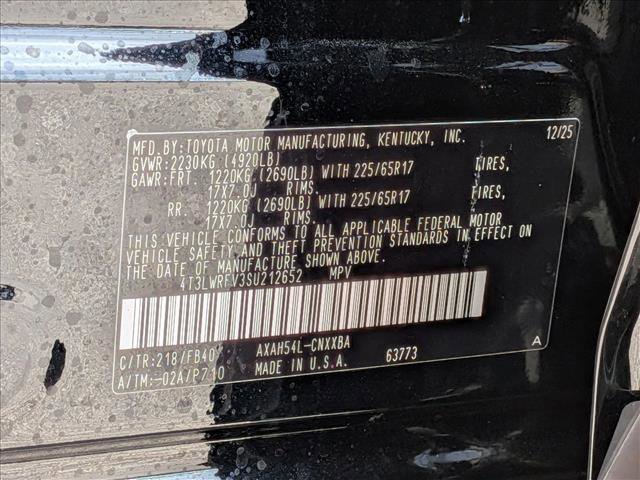 MFD.BY:TOYOTA MOTOR MANUFACTURING, KENTUCKY, INC. 12/25
GVWR:2230KG (4920LB)
GAWR:FRT. 1220KG (2690LB) WITH 225/65R17 TIRES,
17X7.0J RIMS.
RR. 1220KG (2690LB) WITH 225/65R17 TIRES,
17X7.0J RIMS.
THIS VEHICLE CONFORMS TO ALL APPLICABLE FEDERAL MOTOR
VEHICLE SAFETY AND THEFT PREVENTION STANDARDS IN EFFECT ON
THE DATE OF MANUFACTURE SHOWN ABOVE.
4T3LWRFV3SU212652 MPV
C/TR:218/FB40 AXAH54L-CNXXBA A
A/TM:-02A/P710 MADE IN U.S.A. 63773